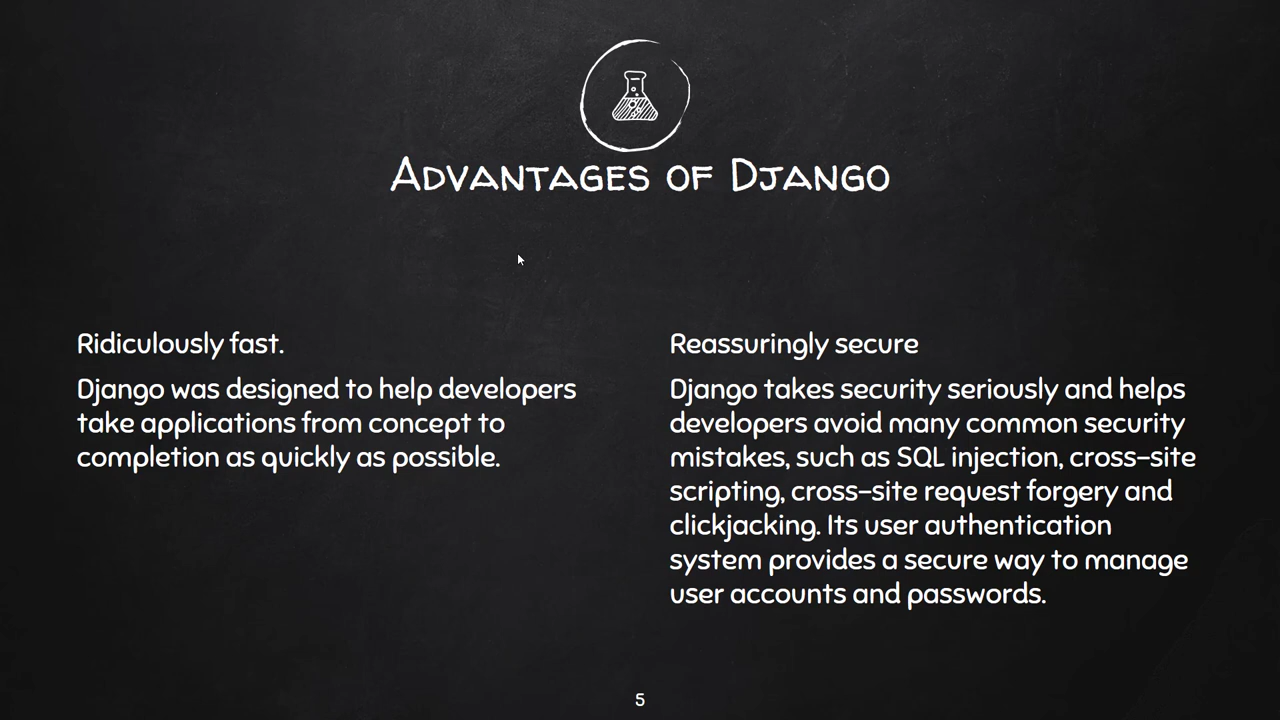 Advantages of Django
Ridiculously fast.
Django was designed to help developers
take applications from concept to
completion as quickly as possible.
Reassuringly secure
Django takes security seriously and helps
developers avoid many common security
mistakes, such as SQL injection, cross-site
scripting, cross-site request forgery and
clickjacking. Its user authentication
system provides a secure way to manage
user accounts and passwords.
5